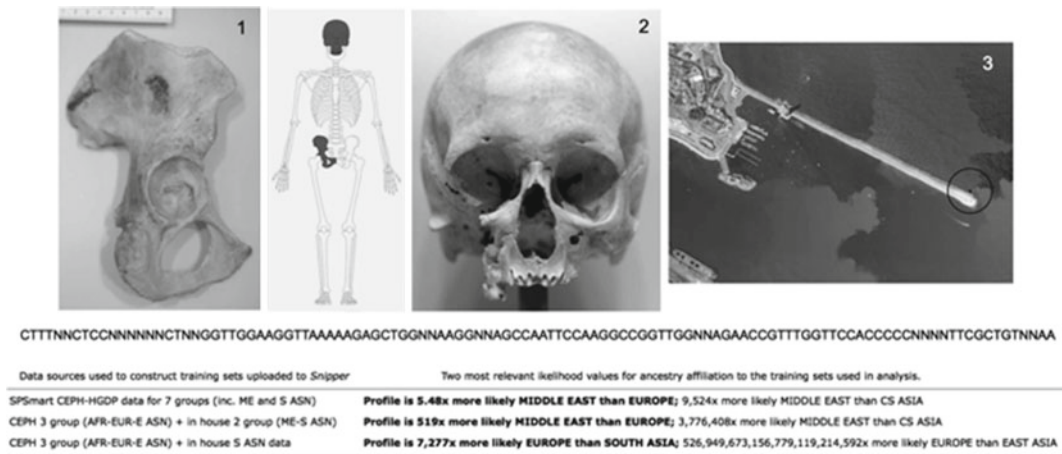 1
2
3
CTTTNNCTCCNNNNNNCTNNGGTTGGAAGGTTAAAAAGAGCTGGNNAAGGNNAGCCAATTCCAAGGCCGGTTGGNNAGAACCGTTTGGTTCCACCCCCNNNNTTCGCTGTNNAA
Data sources used to construct training sets uploaded to Snipper Two most relevant ikelihood values for ancestry affiliation to the training sets used in analysis.
SPSmart CEPH-HGDP data for 7 groups (inc. ME and S ASN) Profile is 5.48x more likely MIDDLE EAST than EUROPE; 9,524x more likely MIDDLE EAST than CS ASIA
CEPH 3 group (AFR-EUR-E ASN) + in house 2 group (ME-S ASN) Profile is 519x more likely MIDDLE EAST than EUROPE; 3,776,408x more likely MIDDLE EAST than CS ASIA
CEPH 3 group (AFR-EUR-E ASN) + in house S ASN data Profile is 7,277x more likely EUROPE than SOUTH ASIA; 526,949,673,156,779,119,214,592x more likely EUROPE than EAST ASIA